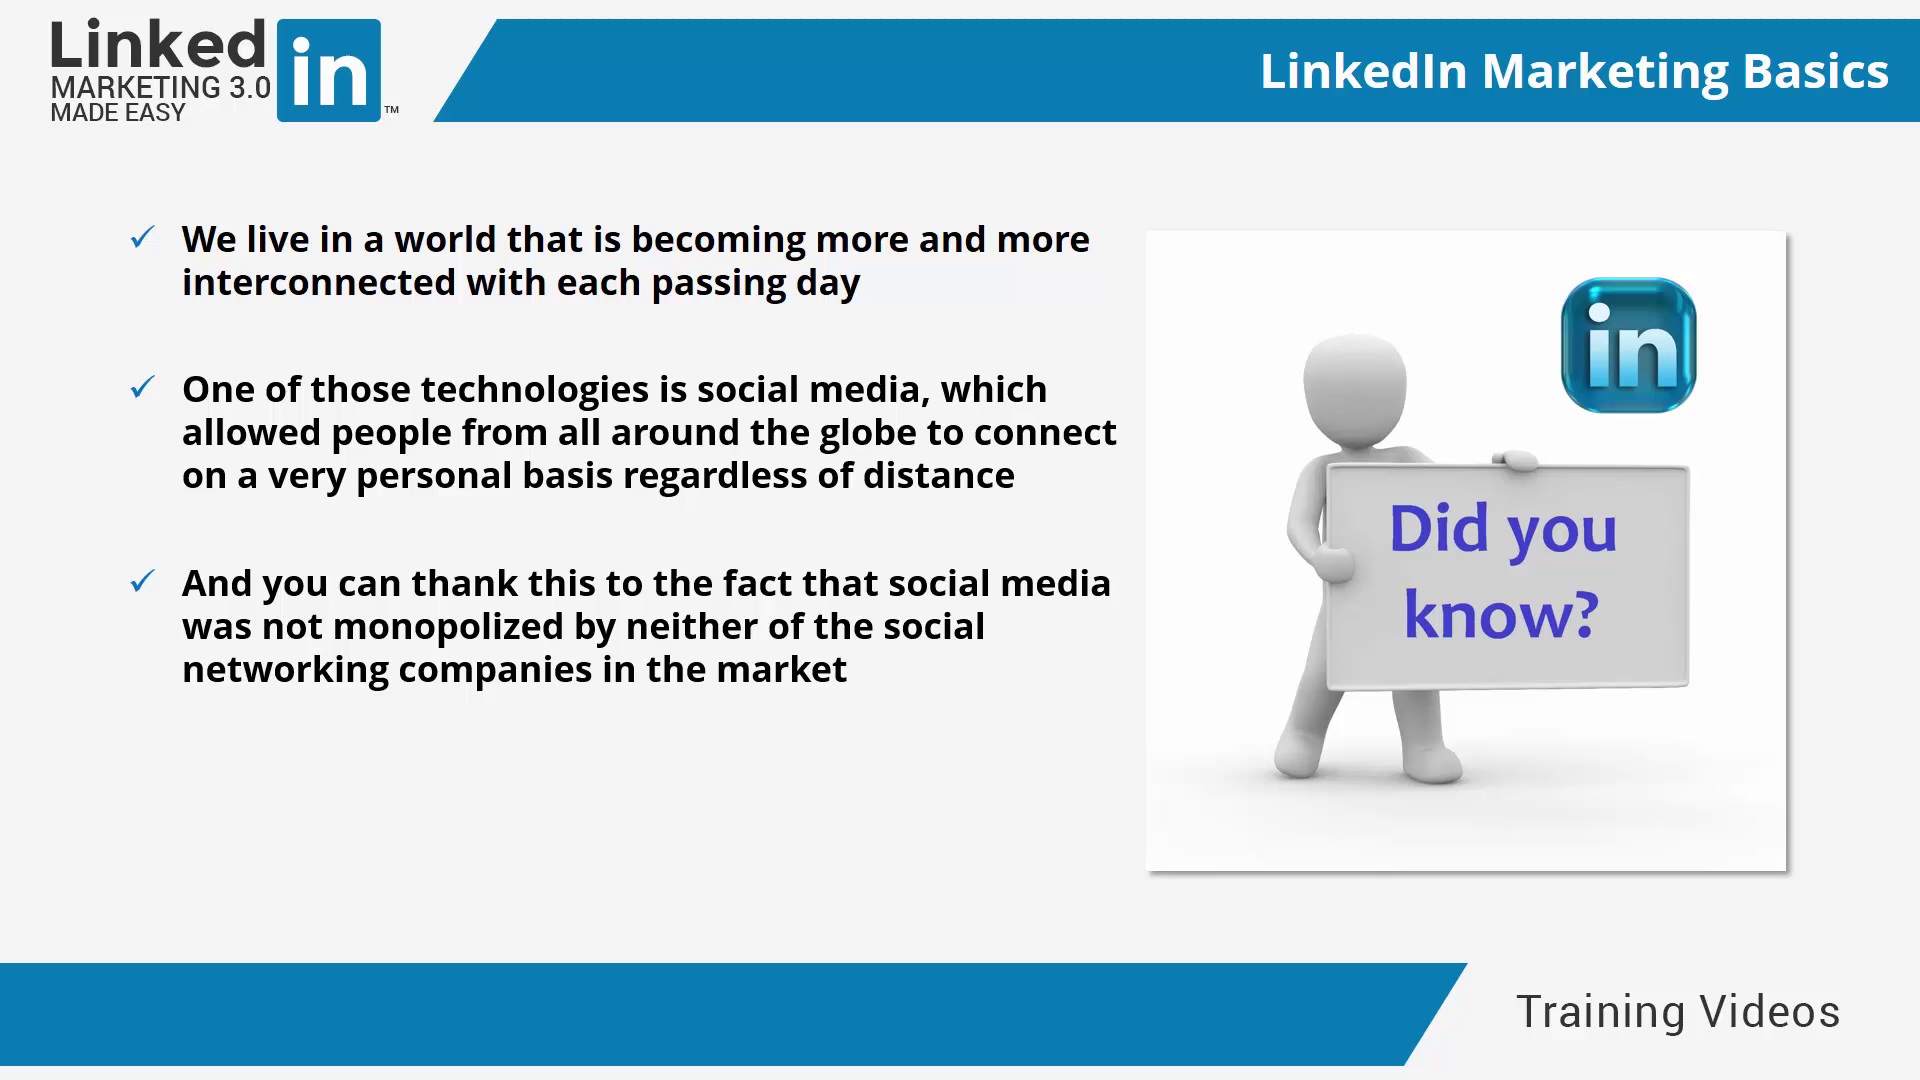 Linked in
MARKETING 3.0
MADE EASY
TM
LinkedIn Marketing Basics
We live in a world that is becoming more and more
interconnected with each passing day
One of those technologies is social media, which
allowed people from all around the globe to connect
on a very personal basis regardless of distance
And you can thank this to the fact that social media
was not monopolized by neither of the social
networking companies in the market
in
Did you
know?
Training Videos